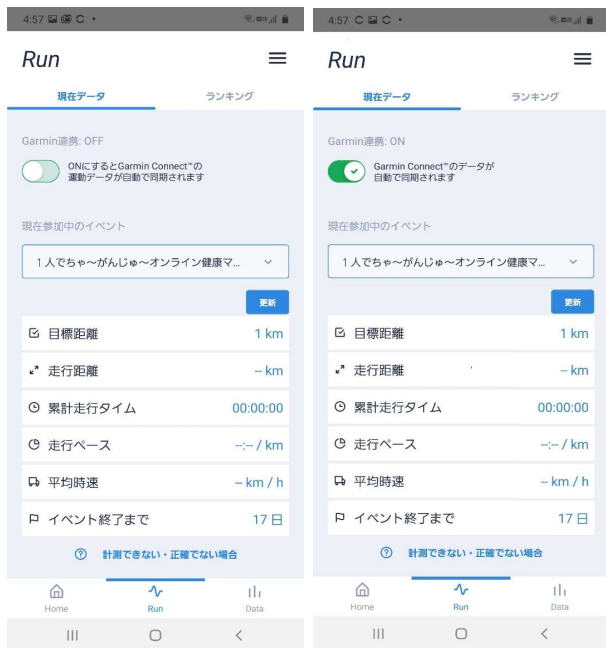 4:57
Run
現在データ
ランキング
Garmin連携: OFF
ONにするとGarmin Connect™の
運動データが自動で同期されます
現在参加中のイベント
1人でちゃ〜がんじゅ〜オンライン健康マ...
更新
目標距離
1 km
走行距離
-- km
累計走行タイム
00:00:00
走行ペース
--:-- / km
平均時速
-- km / h
イベント終了まで
17 日
計測できない・正確でない場合
Home
Run
Data
4:57
Run
現在データ
ランキング
Garmin連携: ON
Garmin Connect™のデータが
自動で同期されます
現在参加中のイベント
1人でちゃ〜がんじゅ〜オンライン健康マ...
更新
目標距離
1 km
走行距離
-- km
累計走行タイム
00:00:00
走行ペース
--:-- / km
平均時速
-- km / h
イベント終了まで
17 日
計測できない・正確でない場合
Home
Run
Data